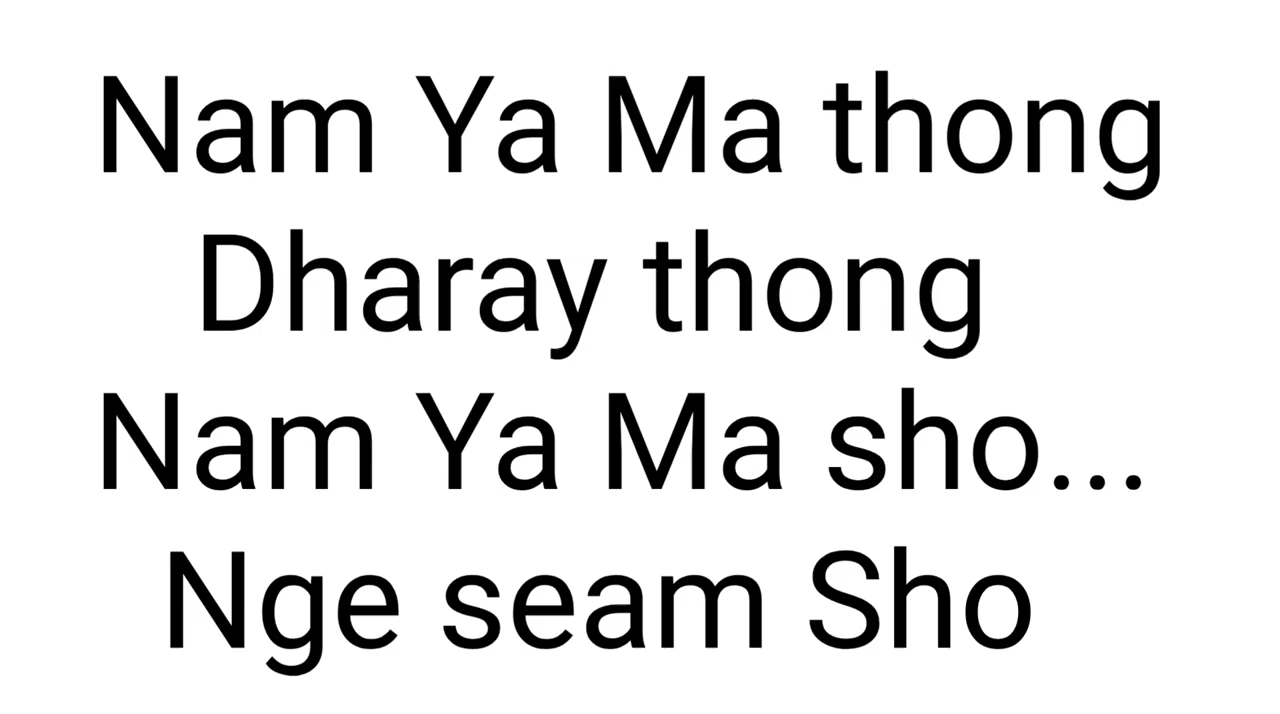 Nam Ya Ma thong
Dharay thong
Nam Ya Ma sho...
Nge seam Sho